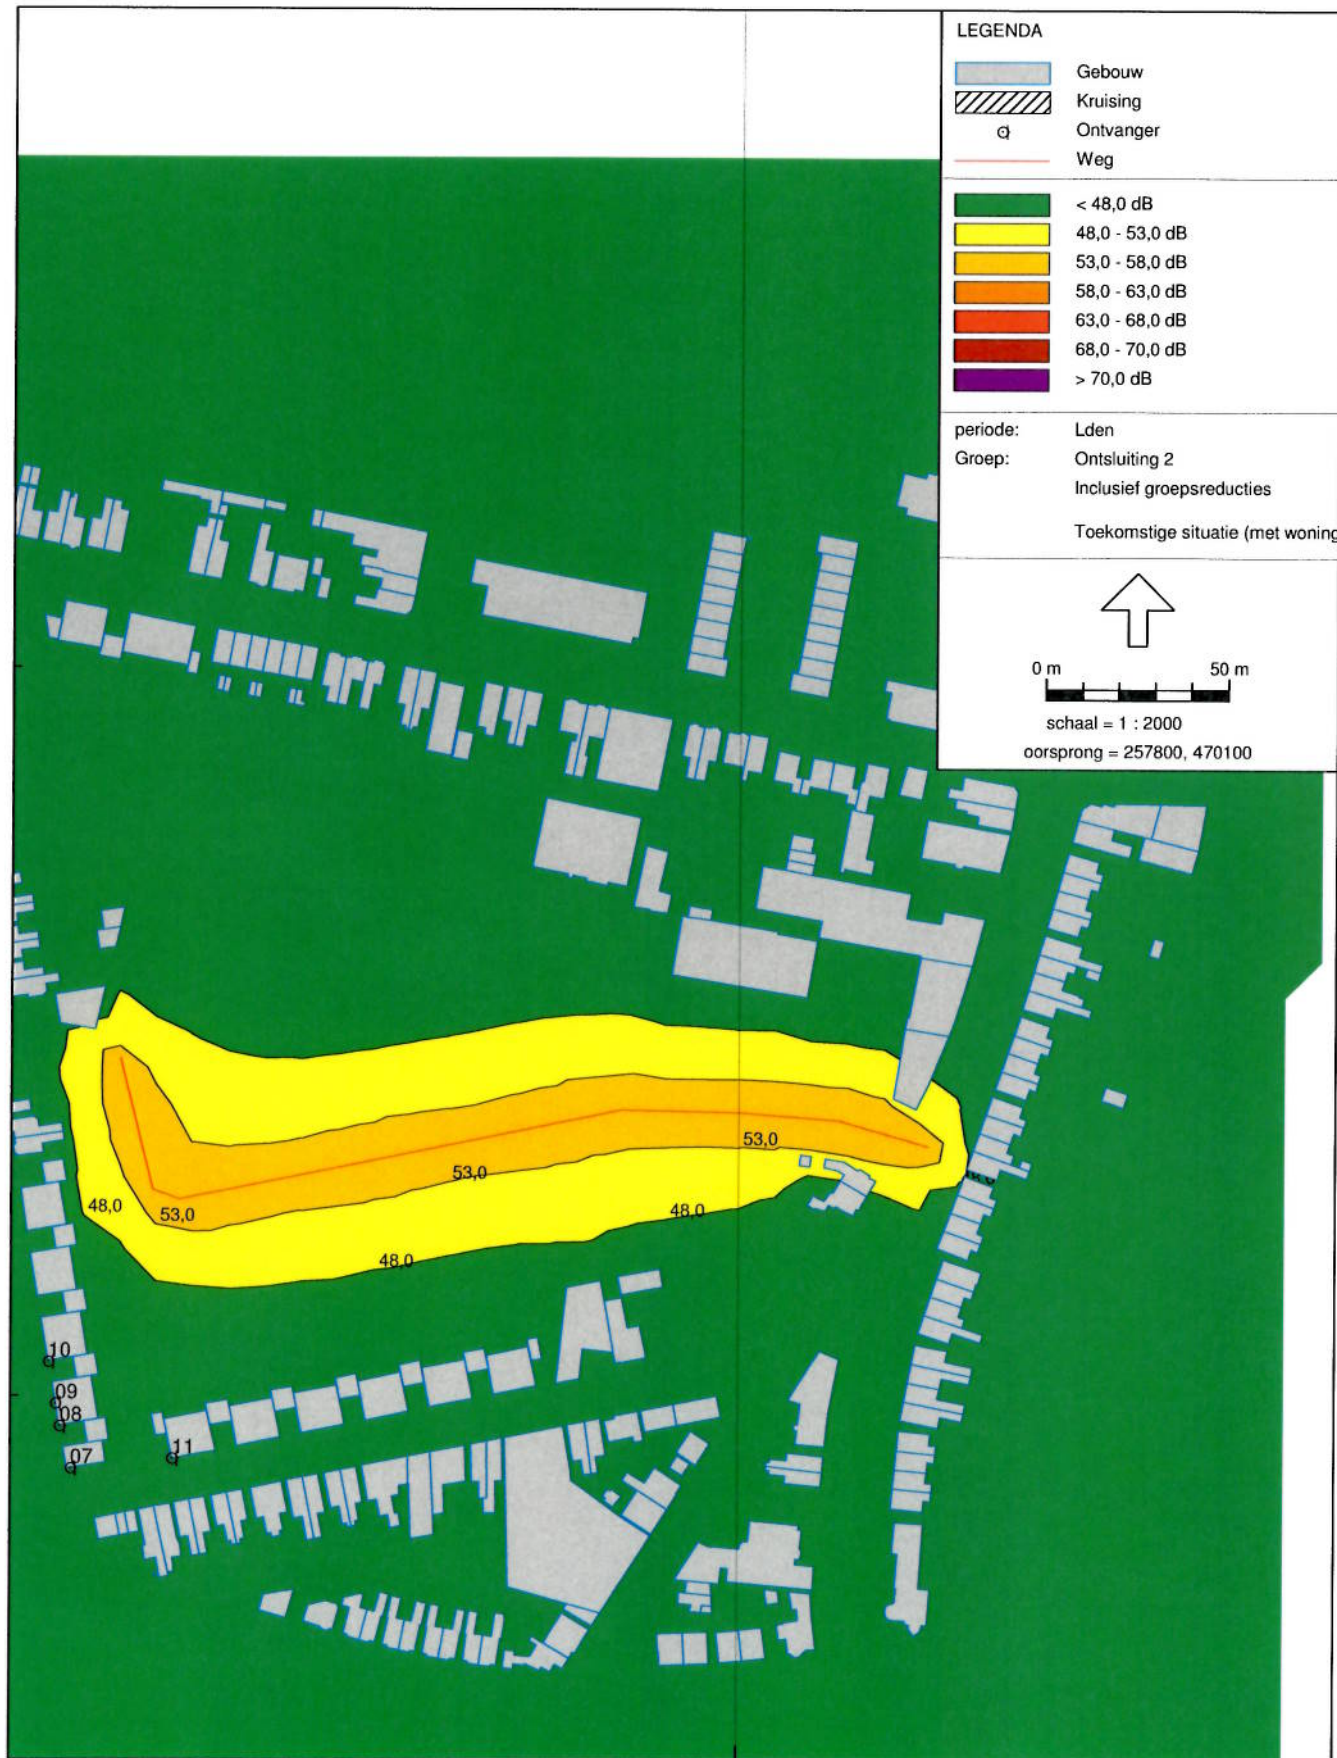 LEGENDA
Gebouw
Kruising
Ontvanger
Weg
< 48,0 dB
48,0 - 53,0 dB
53,0 - 58,0 dB
58,0 - 63,0 dB
63,0 - 68,0 dB
68,0 - 70,0 dB
> 70,0 dB
periode: Lden
Groep: Ontsluiting 2
Inclusief groepsreducties
Toekomstige situatie (met woning
0 m 50 m
schaal = 1 : 2000
oorsprong = 257800, 470100
53,0
53,0
48,0
53,0
48,0
48,0
10
09
08
07
11